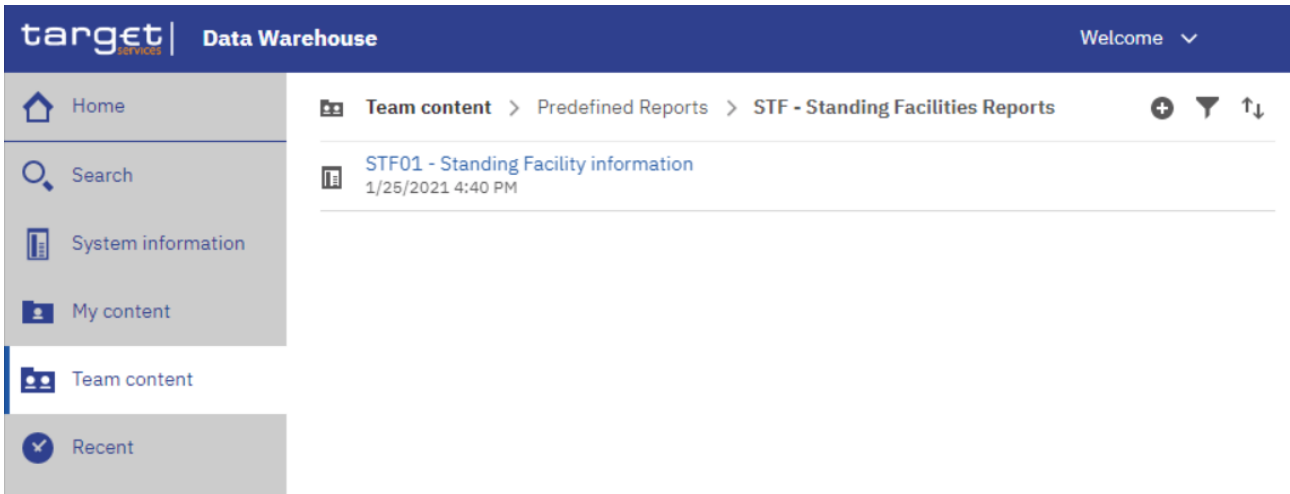 target| Data Warehouse Welcome
services
Home
Team content > Predefined Reports > STF - Standing Facilities Reports
Search
STF01 - Standing Facility information
1/25/2021 4:40 PM
System information
My content
Team content
Recent